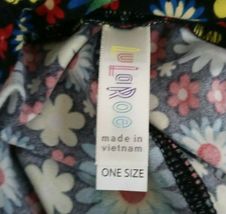 LuLaRoe
made in
vietnam
ONE SIZE